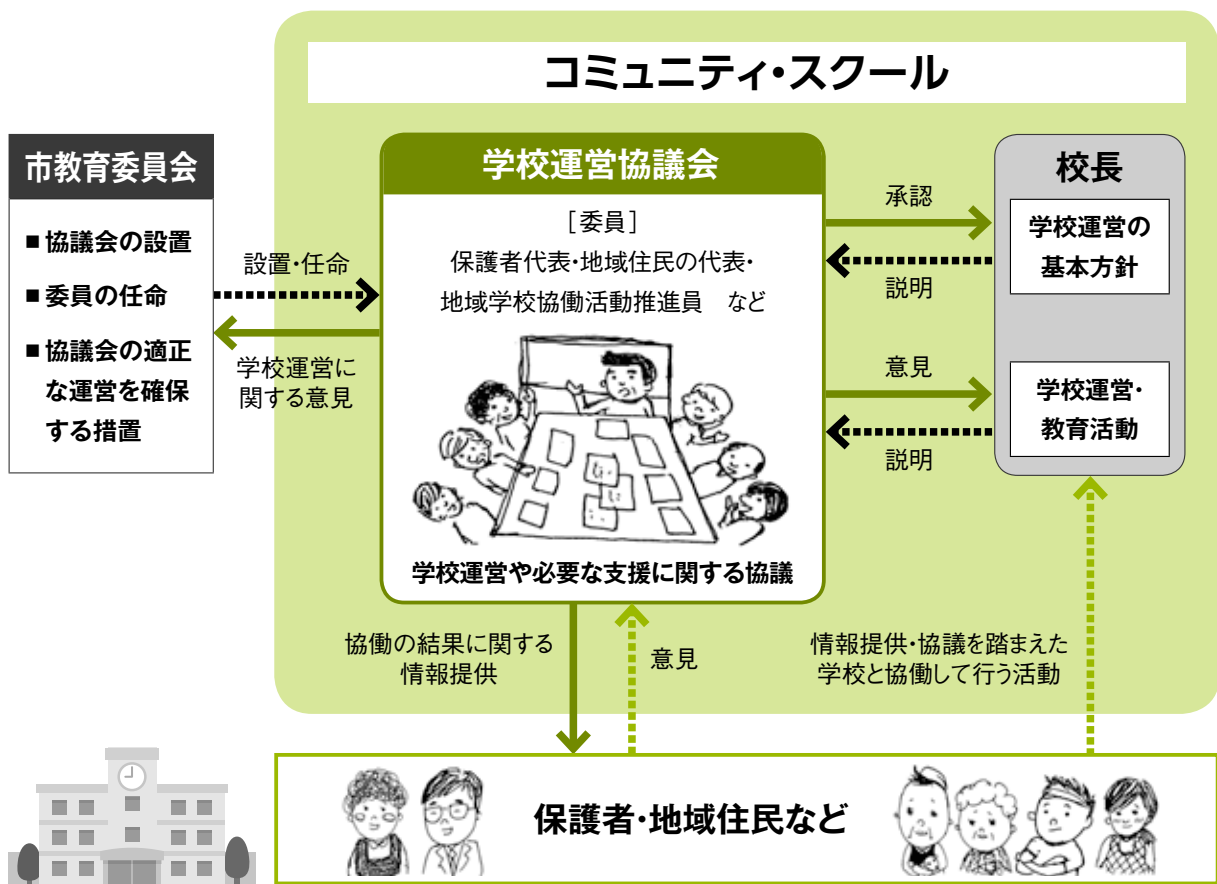 コミュニティ・スクール
市教育委員会
■協議会の設置
■委員の任命
■協議会の適正
な運営を確保
する措置
設置・任命
学校運営に
関する意見
学校運営協議会
［委員］
保護者代表・地域住民の代表・
地域学校協働活動推進員　など
学校運営や必要な支援に関する協議
承認
説明
意見
説明
校長
学校運営の
基本方針
学校運営・
教育活動
協働の結果に関する
情報提供
意見
情報提供・協議を踏まえた
学校と協働して行う活動
保護者・地域住民など